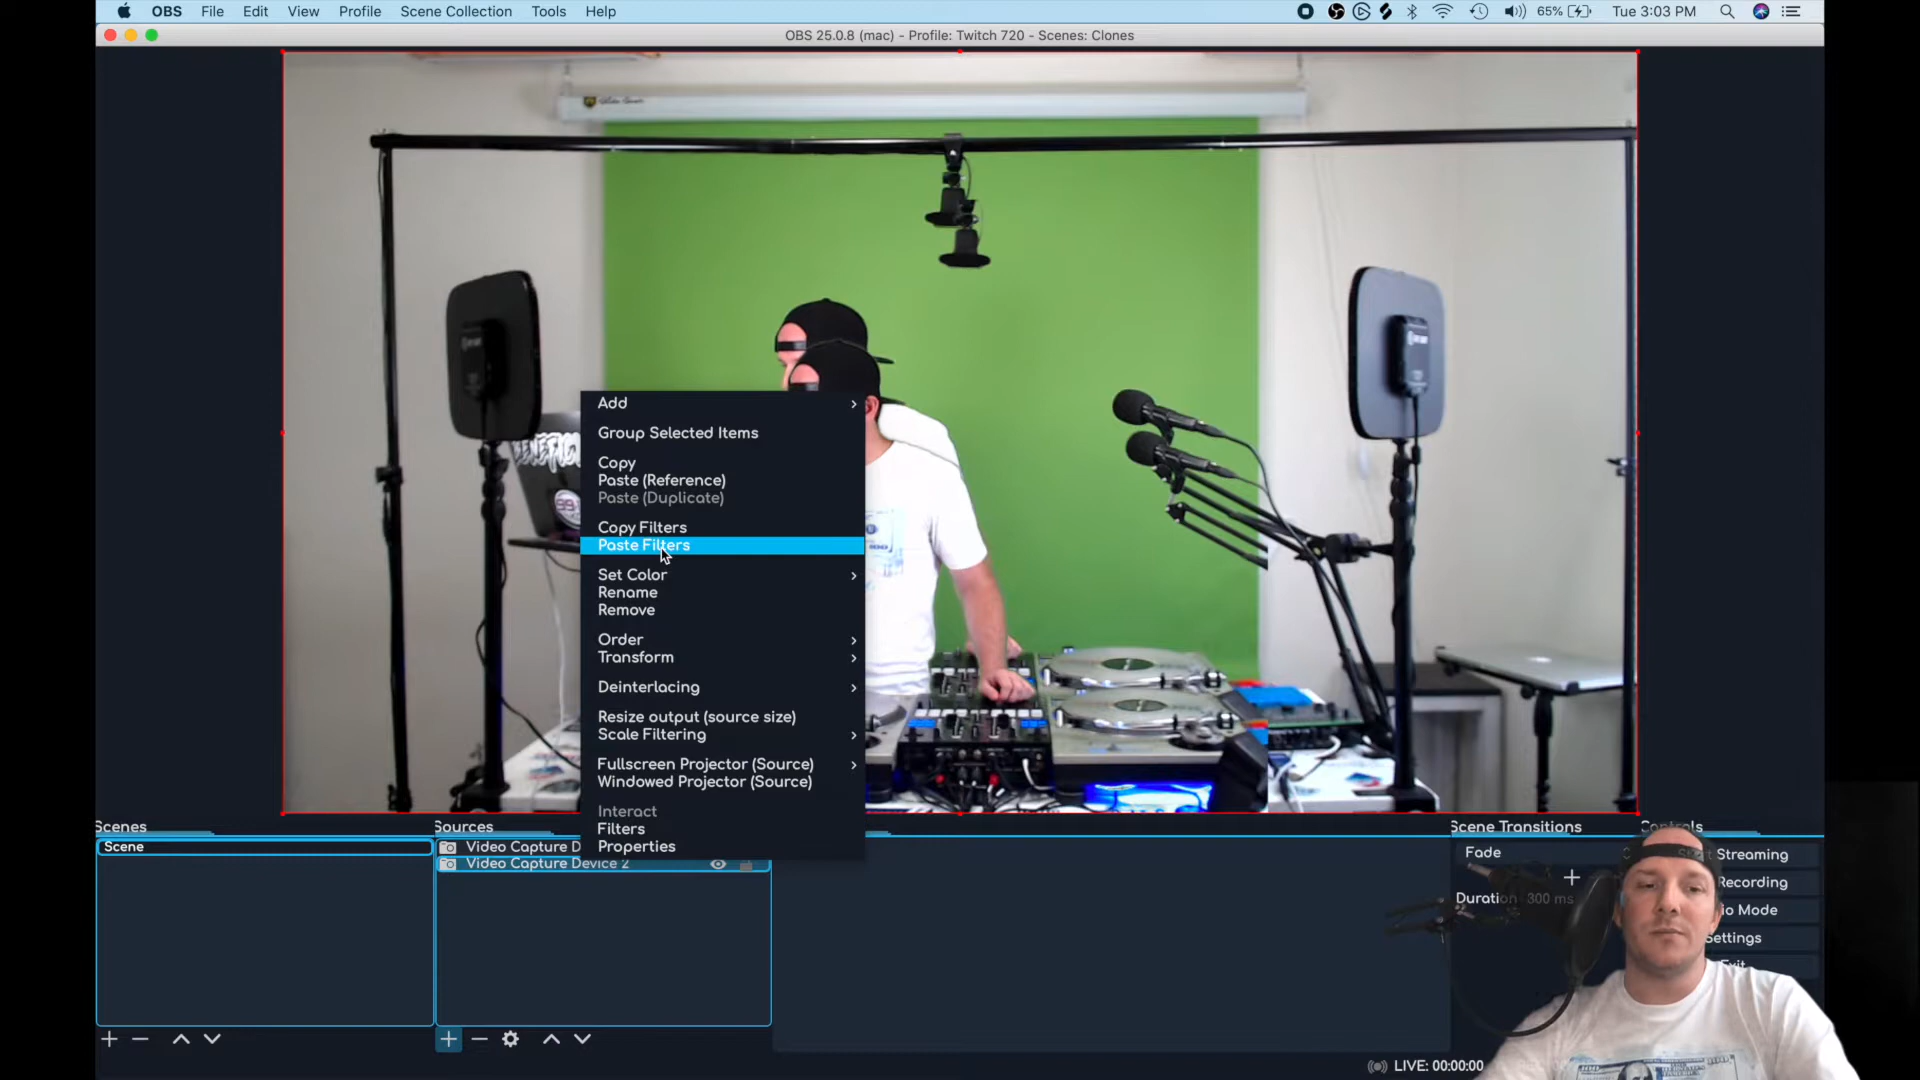 OBS File Edit View Profile Scene Collection Tools Help 65% Tue 3:03 PM
OBS 25.0.8 (mac) - Profile: Twitch 720 - Scenes: Clones
Add
Group Selected Items
Copy
Paste (Reference)
Paste (Duplicate)
Copy Filters
Paste Filters
Set Color
Rename
Remove
Order
Transform
Deinterlacing
Resize output (source size)
Scale Filtering
Fullscreen Projector (Source)
Windowed Projector (Source)
Interact
Filters
Properties
Scenes
Scene
Sources
Video Capture D
Video Capture Device 2
Scene Transitions
Fade
Duration 300 ms
Controls
Streaming
Recording
io Mode
Settings
Exit
LIVE: 00:00:00